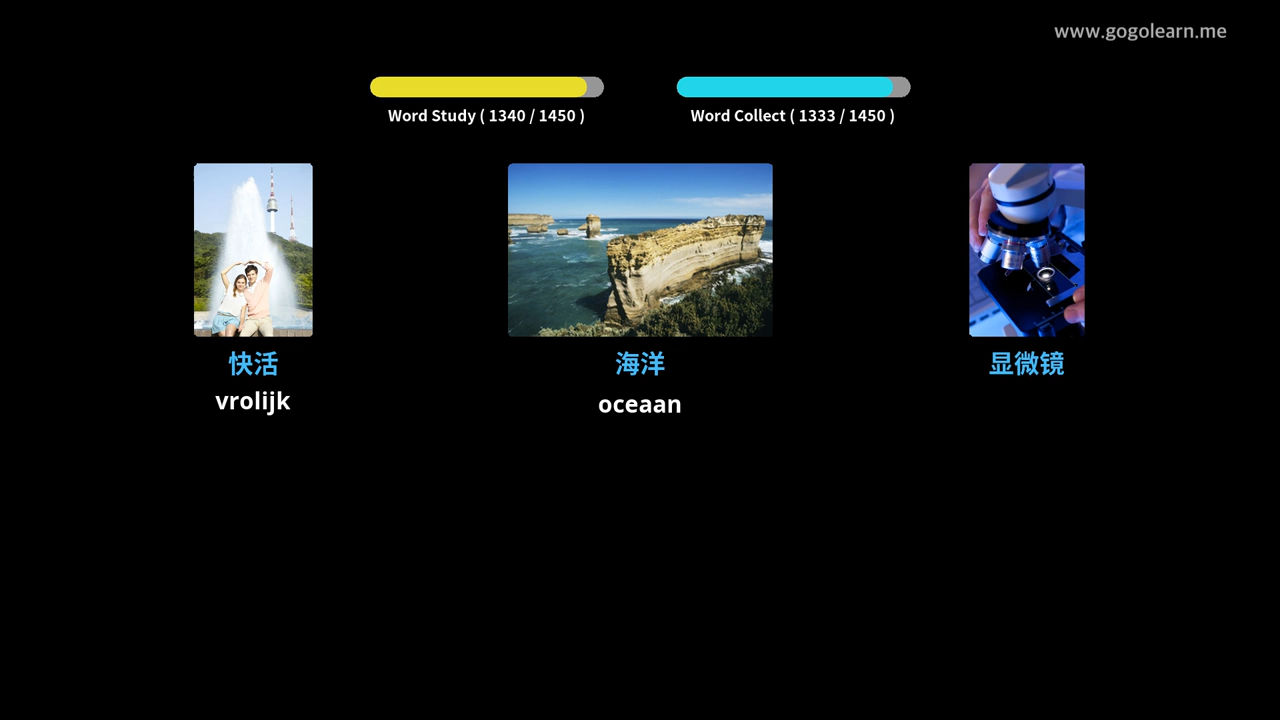 www.gogolearn.me
Word Study ( 1340 / 1450 )
Word Collect ( 1333 / 1450 )
快活
vrolijk
海洋
oceaan
显微镜